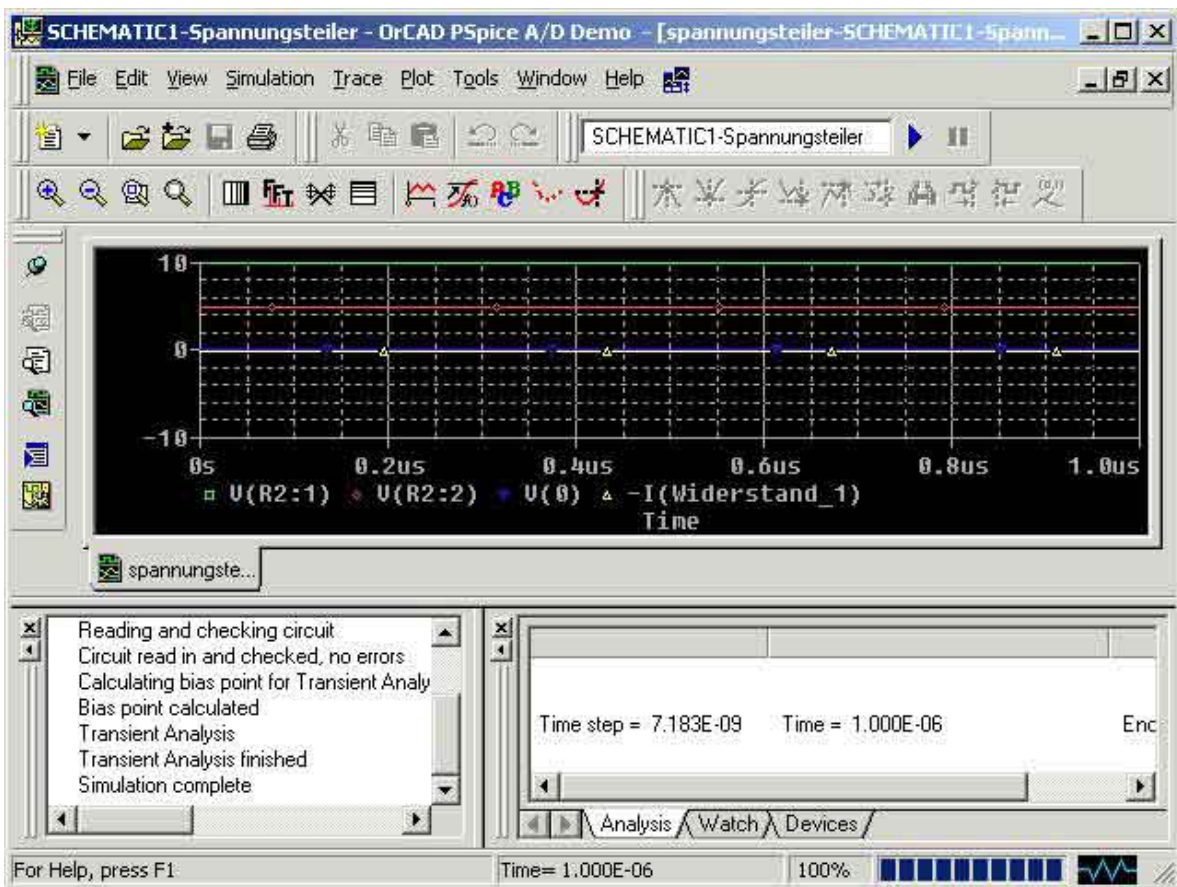 SCHEMATIC1-Spannungsteiler - OrCAD PSpice A/D Demo - [spannungsteiler-SCHEMATIC1-Spann...
File Edit View Simulation Trace Plot Tools Window Help
SCHEMATIC1-Spannungsteiler
10
0
-10
0s 0.2us 0.4us 0.6us 0.8us 1.0us
V(R2:1) V(R2:2) V(0) -I(Widerstand_1)
Time
spannungste...
Reading and checking circuit
Circuit read in and checked, no errors
Calculating bias point for Transient Analy
Bias point calculated
Transient Analysis
Transient Analysis finished
Simulation complete
Time step = 7.183E-09 Time = 1.000E-06 Enc
Analysis Watch Devices
For Help, press F1 Time= 1.000E-06 100%